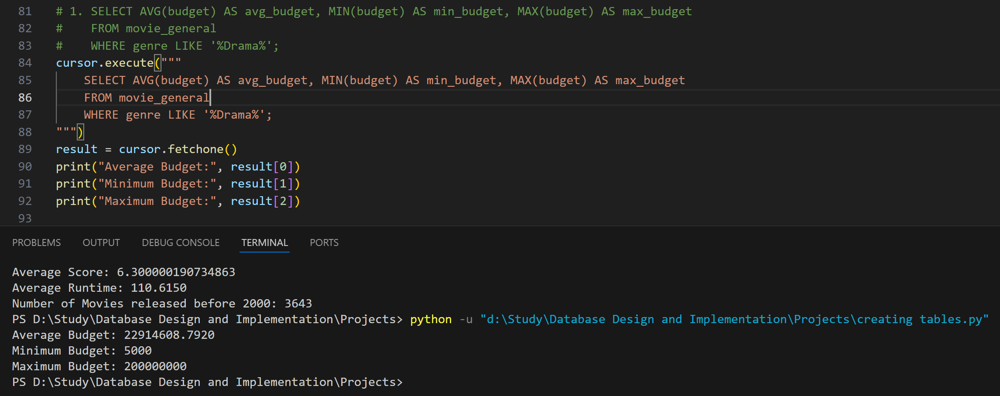 81 # 1. SELECT AVG(budget) AS avg_budget, MIN(budget) AS min_budget, MAX(budget) AS max_budget
82 #    FROM movie_general
83 #    WHERE genre LIKE '%Drama%';
84 cursor.execute("""
85     SELECT AVG(budget) AS avg_budget, MIN(budget) AS min_budget, MAX(budget) AS max_budget
86     FROM movie_general
87     WHERE genre LIKE '%Drama%';
88 """)
89 result = cursor.fetchone()
90 print("Average Budget:", result[0])
91 print("Minimum Budget:", result[1])
92 print("Maximum Budget:", result[2])
93
PROBLEMS OUTPUT DEBUG CONSOLE TERMINAL PORTS
Average Score: 6.300000190734863
Average Runtime: 110.6150
Number of Movies released before 2000: 3643
PS D:\Study\Database Design and Implementation\Projects> python -u "d:\Study\Database Design and Implementation\Projects\creating tables.py"
Average Budget: 22914608.7920
Minimum Budget: 5000
Maximum Budget: 200000000
PS D:\Study\Database Design and Implementation\Projects>